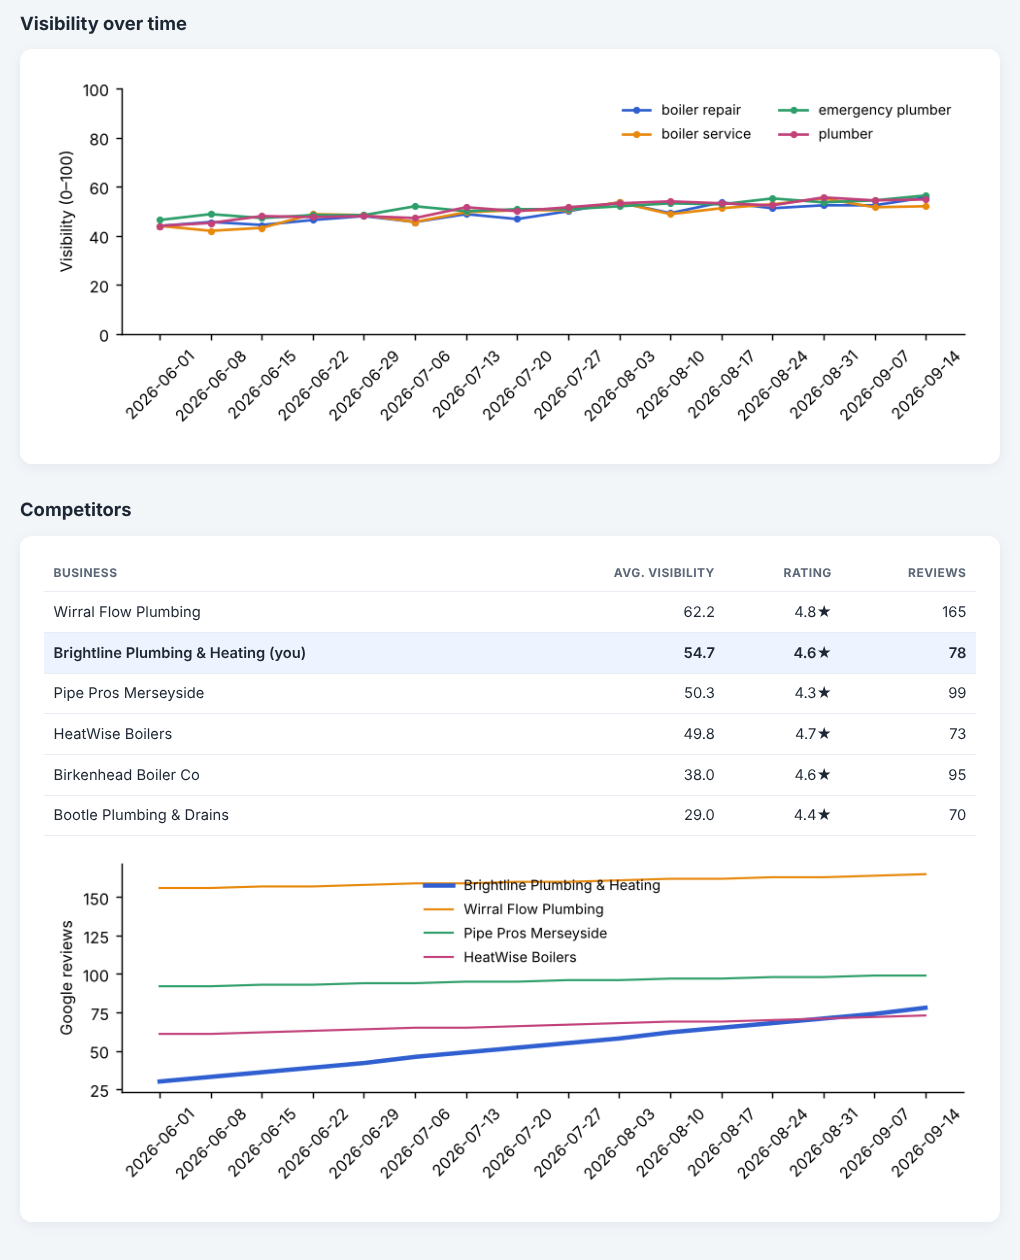 Visibility over time
100
80
60
40
20
0
Visibility (0–100)
boiler repair
boiler service
emergency plumber
plumber
2026-06-01
2026-06-08
2026-06-15
2026-06-22
2026-06-29
2026-07-06
2026-07-13
2026-07-20
2026-07-27
2026-08-03
2026-08-10
2026-08-17
2026-08-24
2026-08-31
2026-09-07
2026-09-14
Competitors
BUSINESS AVG. VISIBILITY RATING REVIEWS
Wirral Flow Plumbing 62.2 4.8★ 165
Brightline Plumbing & Heating (you) 54.7 4.6★ 78
Pipe Pros Merseyside 50.3 4.3★ 99
HeatWise Boilers 49.8 4.7★ 73
Birkenhead Boiler Co 38.0 4.6★ 95
Bootle Plumbing & Drains 29.0 4.4★ 70
150
125
100
75
50
25
Google reviews
Brightline Plumbing & Heating
Wirral Flow Plumbing
Pipe Pros Merseyside
HeatWise Boilers
2026-06-01
2026-06-08
2026-06-15
2026-06-22
2026-06-29
2026-07-06
2026-07-13
2026-07-20
2026-07-27
2026-08-03
2026-08-10
2026-08-17
2026-08-24
2026-08-31
2026-09-07
2026-09-14